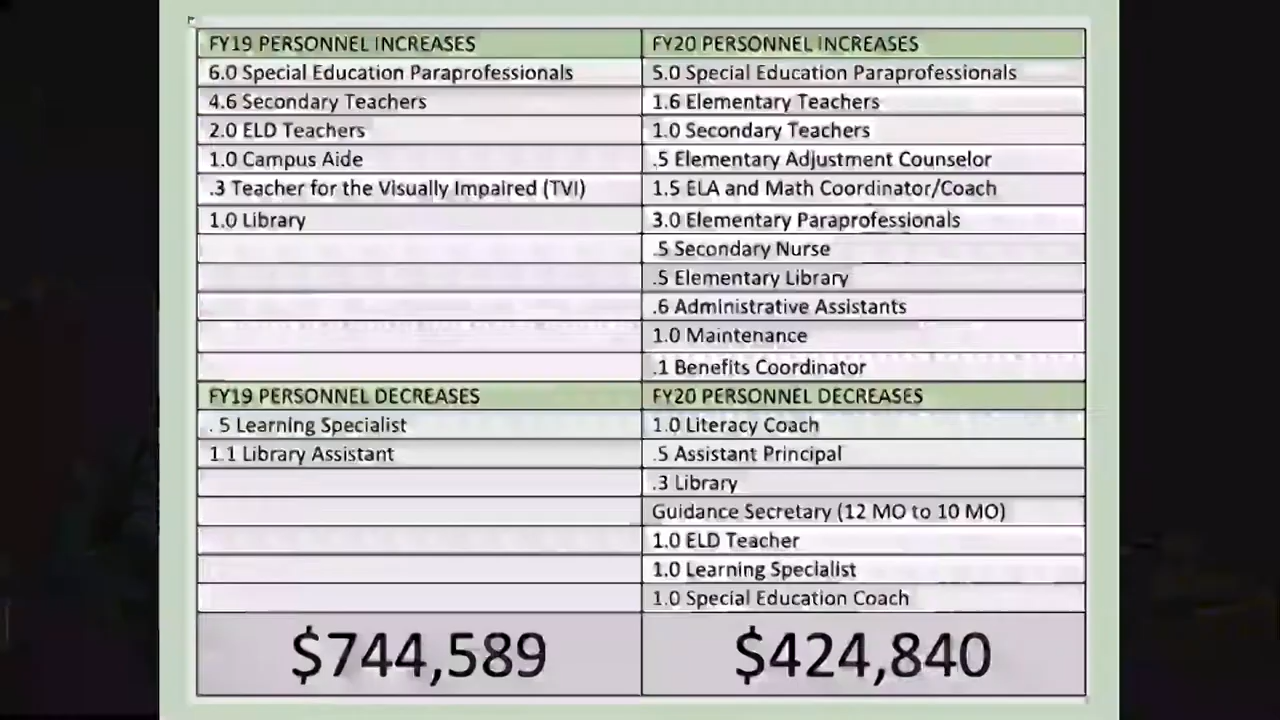 FY19 PERSONNEL INCREASES
FY20 PERSONNEL INCREASES
6.0 Special Education Paraprofessionals
5.0 Special Education Paraprofessionals
4.6 Secondary Teachers
1.6 Elementary Teachers
2.0 ELD Teachers
1.0 Secondary Teachers
1.0 Campus Aide
.5 Elementary Adjustment Counselor
.3 Teacher for the Visually Impaired (TVI)
1.5 ELA and Math Coordinator/Coach
1.0 Library
3.0 Elementary Paraprofessionals
.5 Secondary Nurse
.5 Elementary Library
.6 Administrative Assistants
1.0 Maintenance
.1 Benefits Coordinator
FY19 PERSONNEL DECREASES
FY20 PERSONNEL DECREASES
. 5 Learning Specialist
1.0 Literacy Coach
1.1 Library Assistant
.5 Assistant Principal
.3 Library
Guidance Secretary (12 MO to 10 MO)
1.0 ELD Teacher
1.0 Learning Specialist
1.0 Special Education Coach
$744,589
$424,840